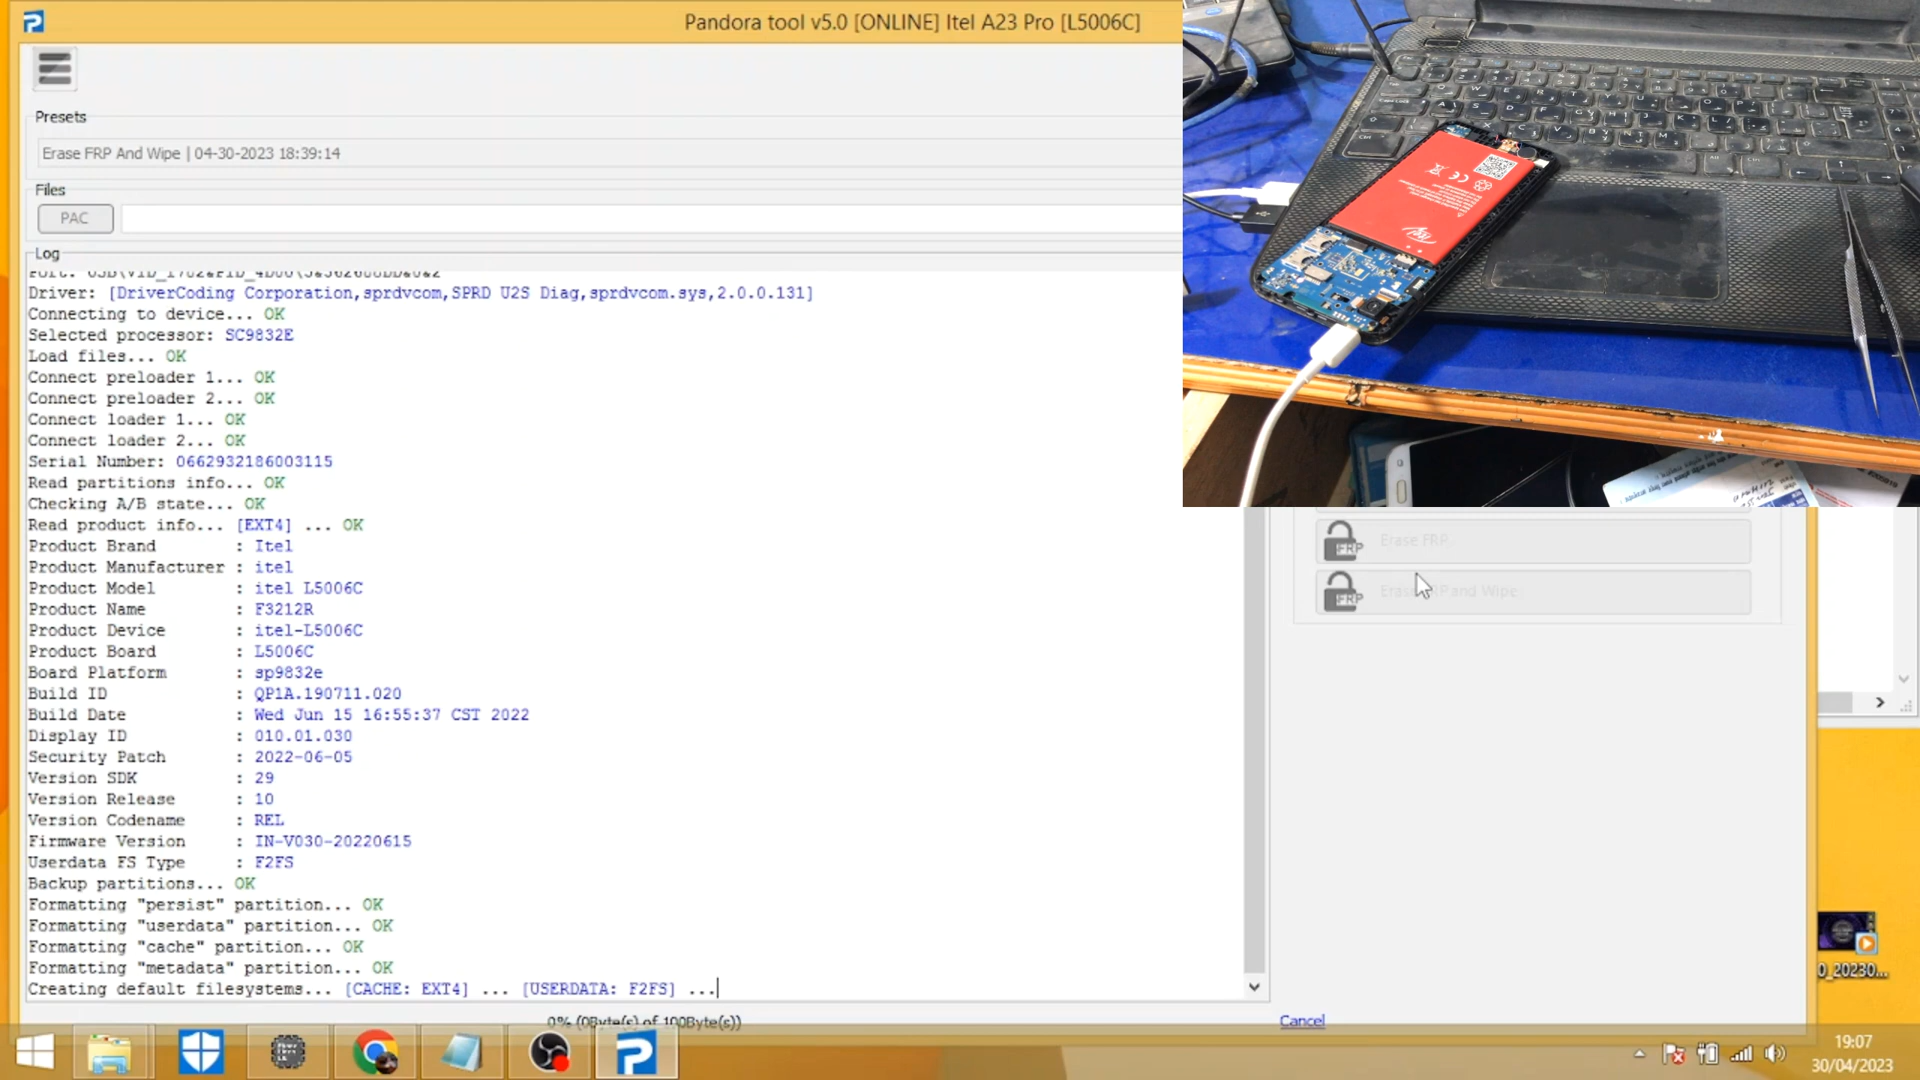 Pandora tool v5.0 [ONLINE] Itel A23 Pro [L5006C]
Presets
Erase FRP And Wipe | 04-30-2023 18:39:14
Files
PAC
Log
Driver: [DriverCoding Corporation,sprdvcom,SPRD U2S Diag,sprdvcom.sys,2.0.0.131]
Connecting to device... OK
Selected processor: SC9832E
Load files... OK
Connect preloader 1... OK
Connect preloader 2... OK
Connect loader 1... OK
Connect loader 2... OK
Serial Number: 0662932186003115
Read partitions info... OK
Checking A/B state... OK
Read product info... [EXT4] ... OK
Product Brand : Itel
Product Manufacturer : itel
Product Model : itel L5006C
Product Name : F3212R
Product Device : itel-L5006C
Product Board : L5006C
Board Platform : sp9832e
Build ID : QP1A.190711.020
Build Date : Wed Jun 15 16:55:37 CST 2022
Display ID : 010.01.030
Security Patch : 2022-06-05
Version SDK : 29
Version Release : 10
Version Codename : REL
Firmware Version : IN-V030-20220615
Userdata FS Type : F2FS
Backup partitions... OK
Formatting "persist" partition... OK
Formatting "userdata" partition... OK
Formatting "cache" partition... OK
Formatting "metadata" partition... OK
Creating default filesystems... [CACHE: EXT4] ... [USERDATA: F2FS] ...
0% (0Byte(s) of 100Byte(s))
Cancel
FRP Erase FRP
FRP Erase FRP and Wipe
itel
0_20230...
19:07
30/04/2023